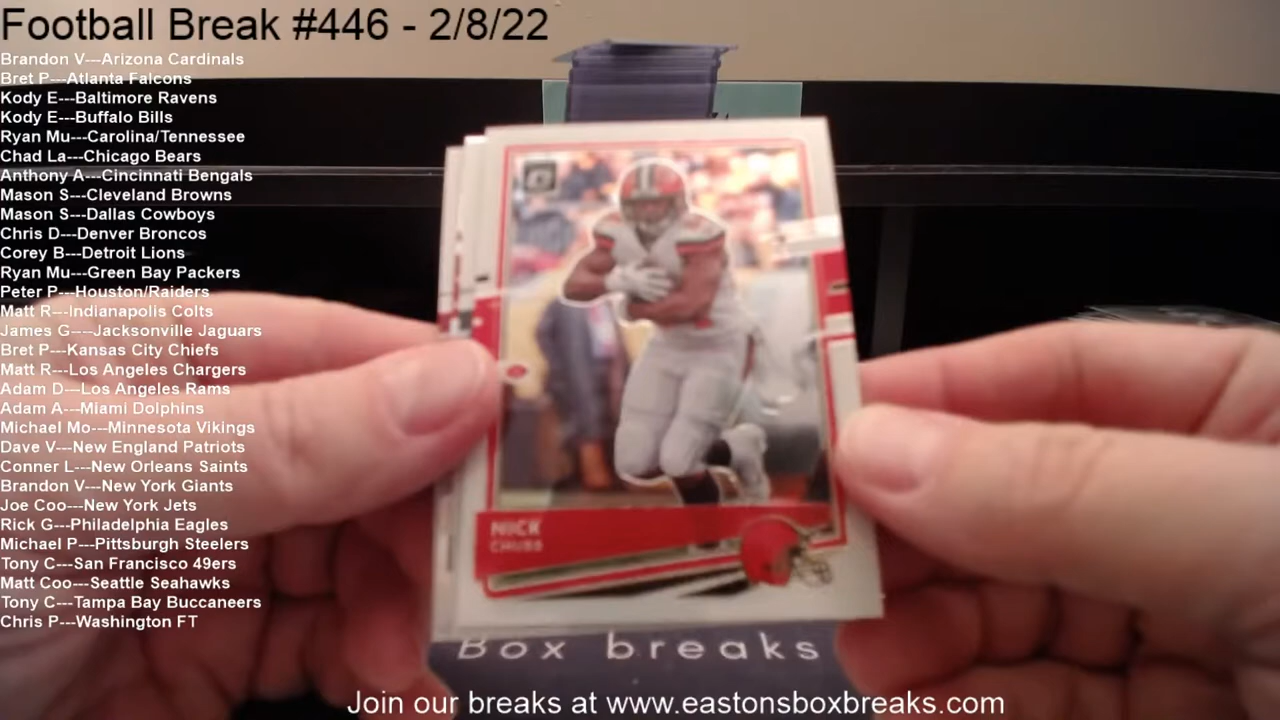 Football Break #446 - 2/8/22
Brandon V---Arizona Cardinals
Bret P---Atlanta Falcons
Kody E---Baltimore Ravens
Kody E---Buffalo Bills
Ryan Mu---Carolina/Tennessee
Chad La---Chicago Bears
Anthony A---Cincinnati Bengals
Mason S---Cleveland Browns
Mason S---Dallas Cowboys
Chris D---Denver Broncos
Corey B---Detroit Lions
Ryan Mu---Green Bay Packers
Peter P---Houston/Raiders
Matt R---Indianapolis Colts
James G----Jacksonville Jaguars
Bret P---Kansas City Chiefs
Matt R---Los Angeles Chargers
Adam D---Los Angeles Rams
Adam A---Miami Dolphins
Michael Mo---Minnesota Vikings
Dave V---New England Patriots
Conner L---New Orleans Saints
Brandon V---New York Giants
Joe Coo---New York Jets
Rick G---Philadelphia Eagles
Michael P---Pittsburgh Steelers
Tony C---San Francisco 49ers
Matt Coo---Seattle Seahawks
Tony C---Tampa Bay Buccaneers
Chris P---Washington FT
NICK
CHUBB
Box breaks
Join our breaks at www.eastonsboxbreaks.com